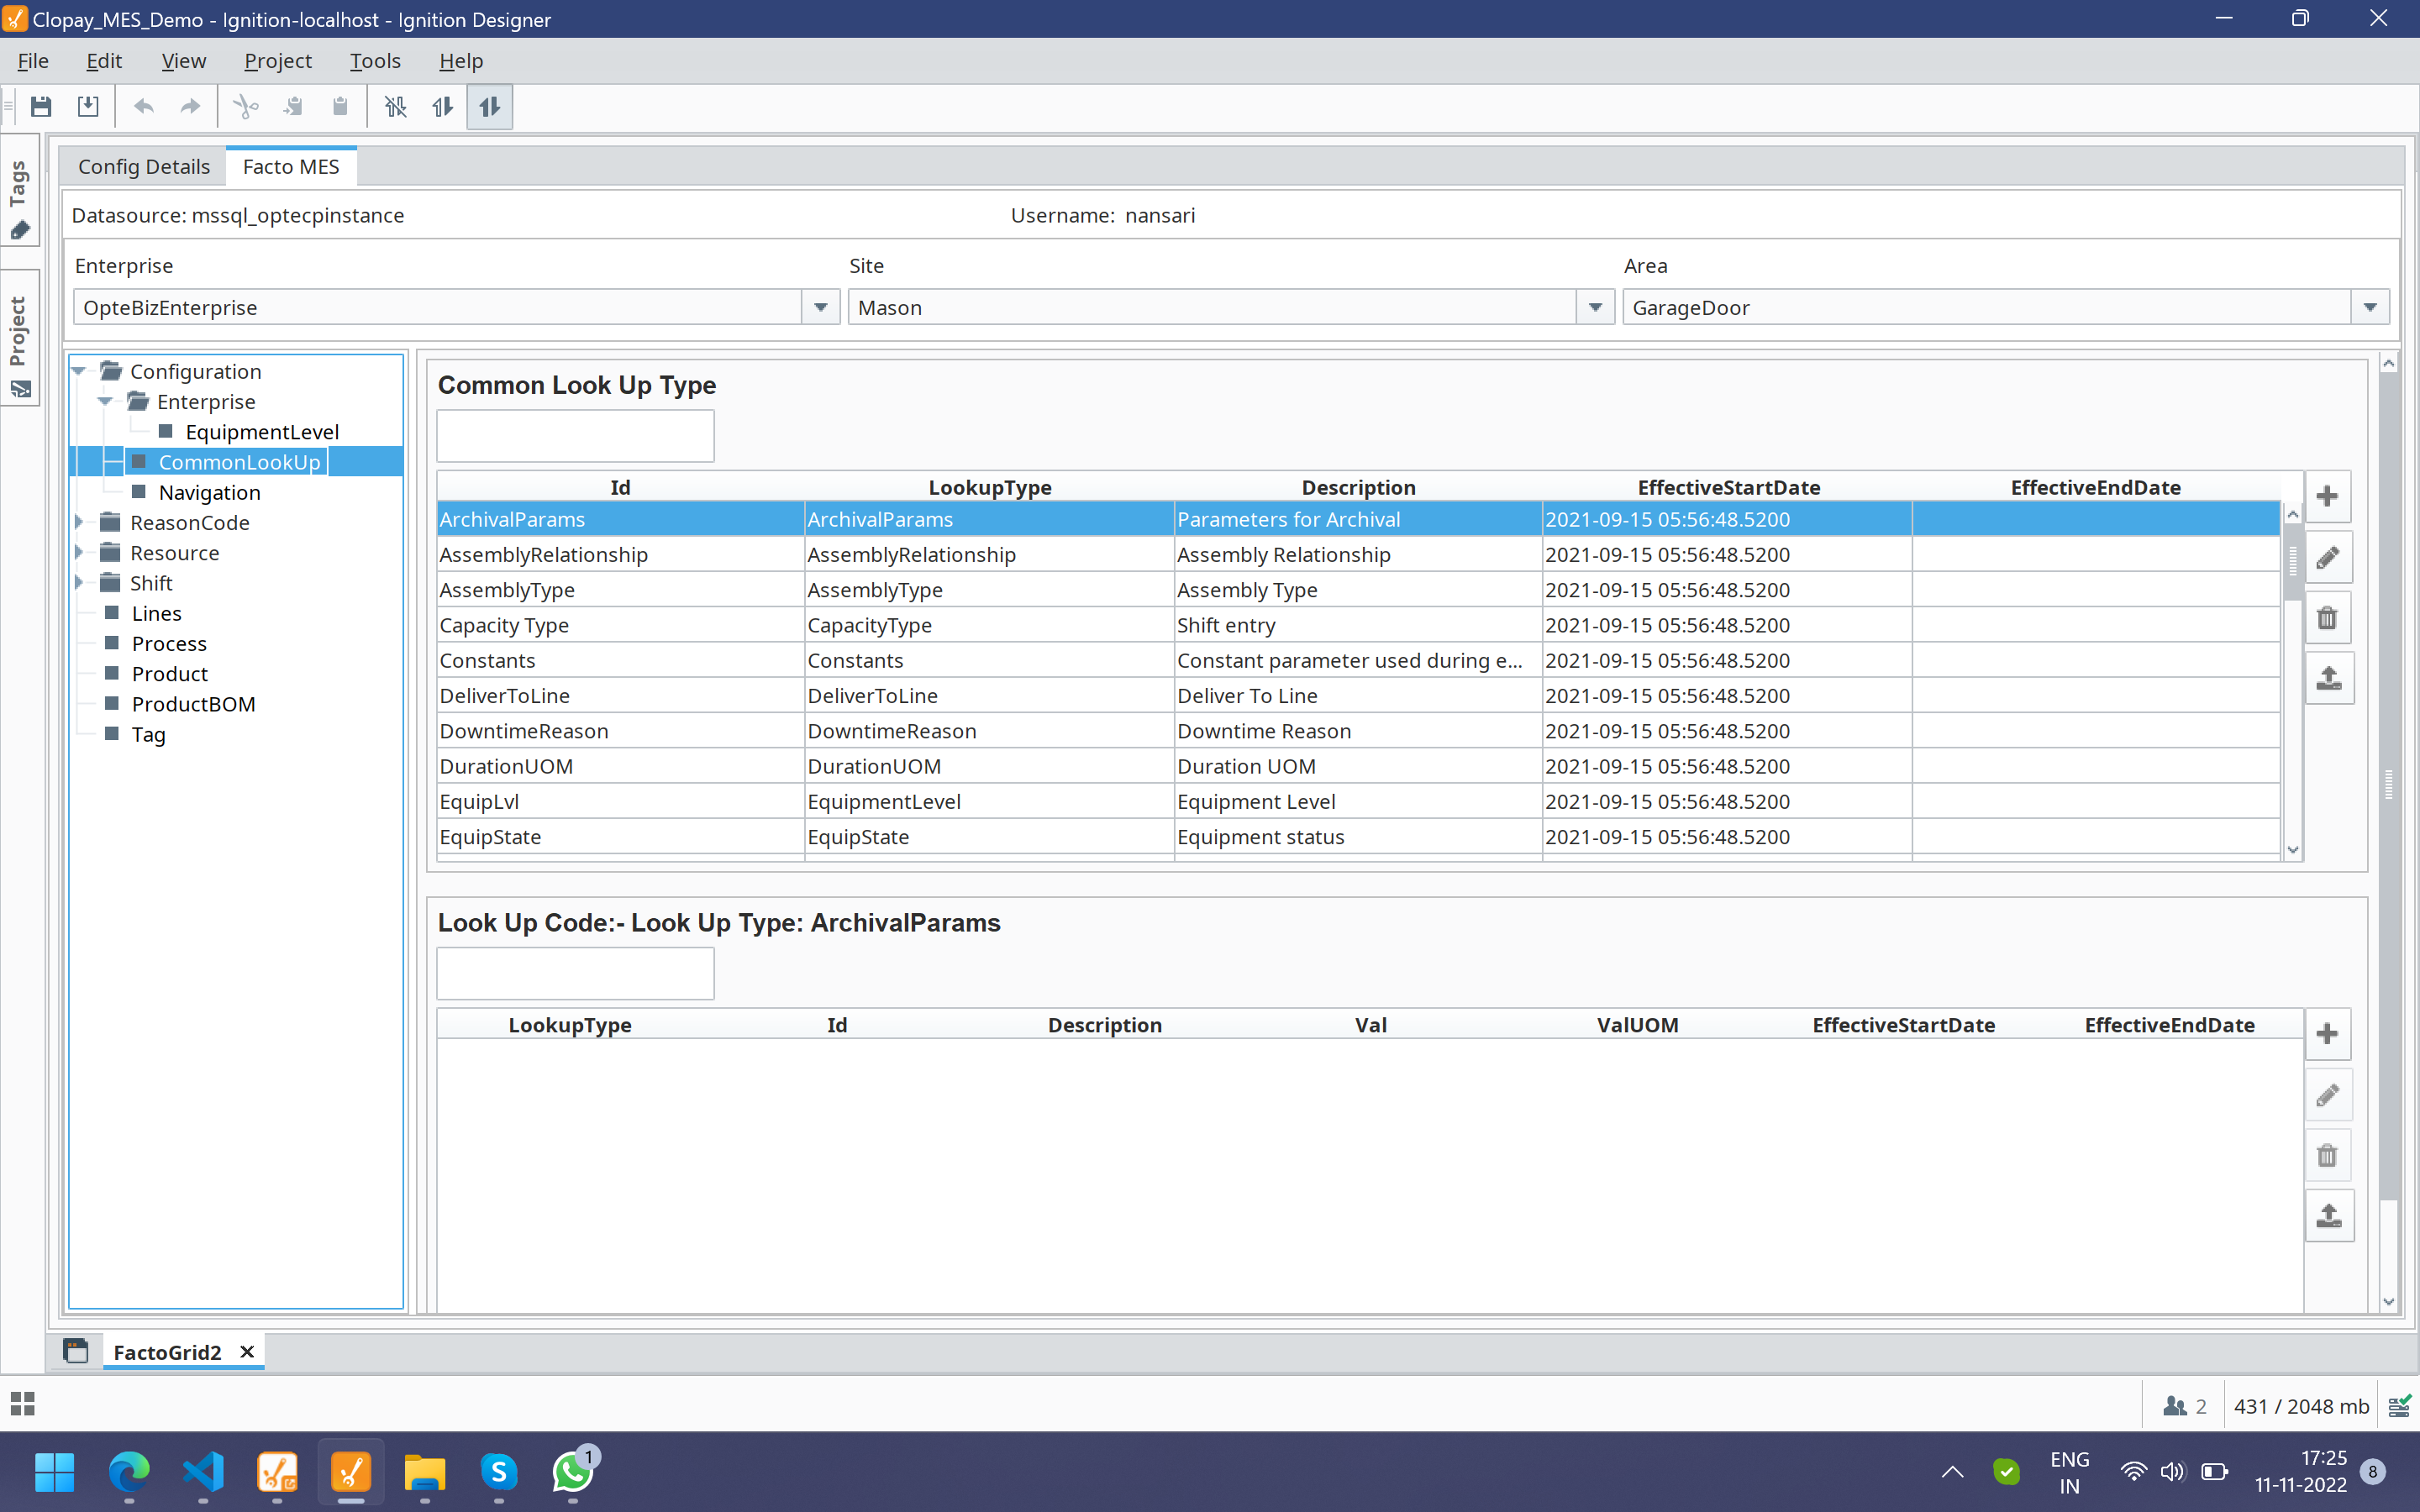 Clopay_MES_Demo - Ignition-localhost - Ignition Designer
File Edit View Project Tools Help
Tags
Project
Config Details Facto MES
Datasource: mssql_optecpinstance Username: nansari
Enterprise Site Area
OpteBizEnterprise Mason GarageDoor
Configuration
Enterprise
EquipmentLevel
CommonLookUp
Navigation
ReasonCode
Resource
Shift
Lines
Process
Product
ProductBOM
Tag
Common Look Up Type
Id LookupType Description EffectiveStartDate EffectiveEndDate
ArchivalParams ArchivalParams Parameters for Archival 2021-09-15 05:56:48.5200
AssemblyRelationship AssemblyRelationship Assembly Relationship 2021-09-15 05:56:48.5200
AssemblyType AssemblyType Assembly Type 2021-09-15 05:56:48.5200
Capacity Type CapacityType Shift entry 2021-09-15 05:56:48.5200
Constants Constants Constant parameter used during e... 2021-09-15 05:56:48.5200
DeliverToLine DeliverToLine Deliver To Line 2021-09-15 05:56:48.5200
DowntimeReason DowntimeReason Downtime Reason 2021-09-15 05:56:48.5200
DurationUOM DurationUOM Duration UOM 2021-09-15 05:56:48.5200
EquipLvl EquipmentLevel Equipment Level 2021-09-15 05:56:48.5200
EquipState EquipState Equipment status 2021-09-15 05:56:48.5200
Look Up Code:- Look Up Type: ArchivalParams
LookupType Id Description Val ValUOM EffectiveStartDate EffectiveEndDate
FactoGrid2
2 431 / 2048 mb
S
1
ENG
IN
17:25
11-11-2022
8